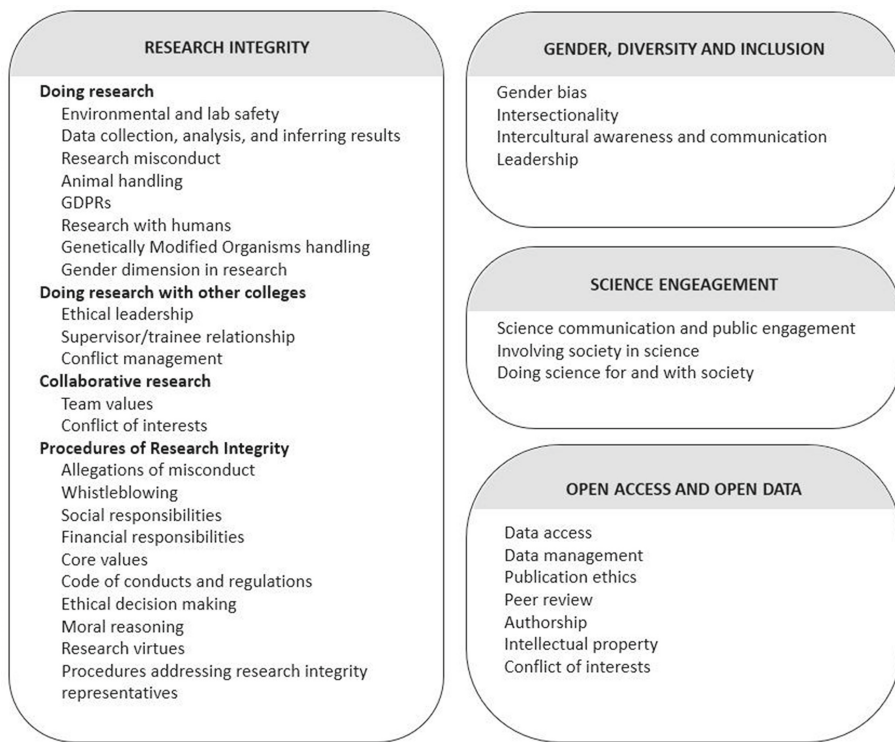 RESEARCH INTEGRITY
Doing research
Environmental and lab safety
Data collection, analysis, and inferring results
Research misconduct
Animal handling
GDPRs
Research with humans
Genetically Modified Organisms handling
Gender dimension in research
Doing research with other colleges
Ethical leadership
Supervisor/trainee relationship
Conflict management
Collaborative research
Team values
Conflict of interests
Procedures of Research Integrity
Allegations of misconduct
Whistleblowing
Social responsibilities
Financial responsibilities
Core values
Code of conducts and regulations
Ethical decision making
Moral reasoning
Research virtues
Procedures addressing research integrity
representatives
GENDER, DIVERSITY AND INCLUSION
Gender bias
Intersectionality
Intercultural awareness and communication
Leadership
SCIENCE ENGEAGEMENT
Science communication and public engagement
Involving society in science
Doing science for and with society
OPEN ACCESS AND OPEN DATA
Data access
Data management
Publication ethics
Peer review
Authorship
Intellectual property
Conflict of interests